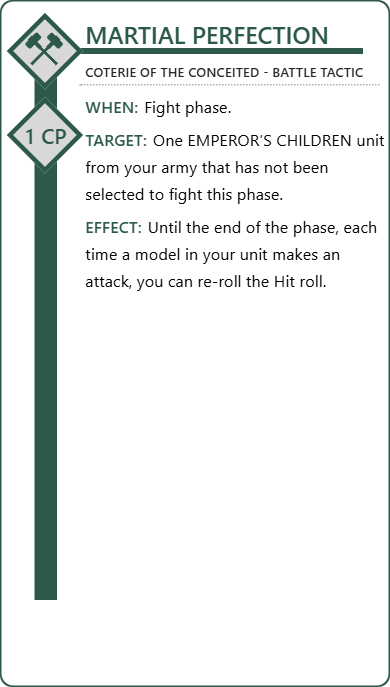 MARTIAL PERFECTION
COTERIE OF THE CONCEITED - BATTLE TACTIC
1 CP
WHEN: Fight phase.
TARGET: One EMPEROR’S CHILDREN unit
from your army that has not been
selected to fight this phase.
EFFECT: Until the end of the phase, each
time a model in your unit makes an
attack, you can re-roll the Hit roll.